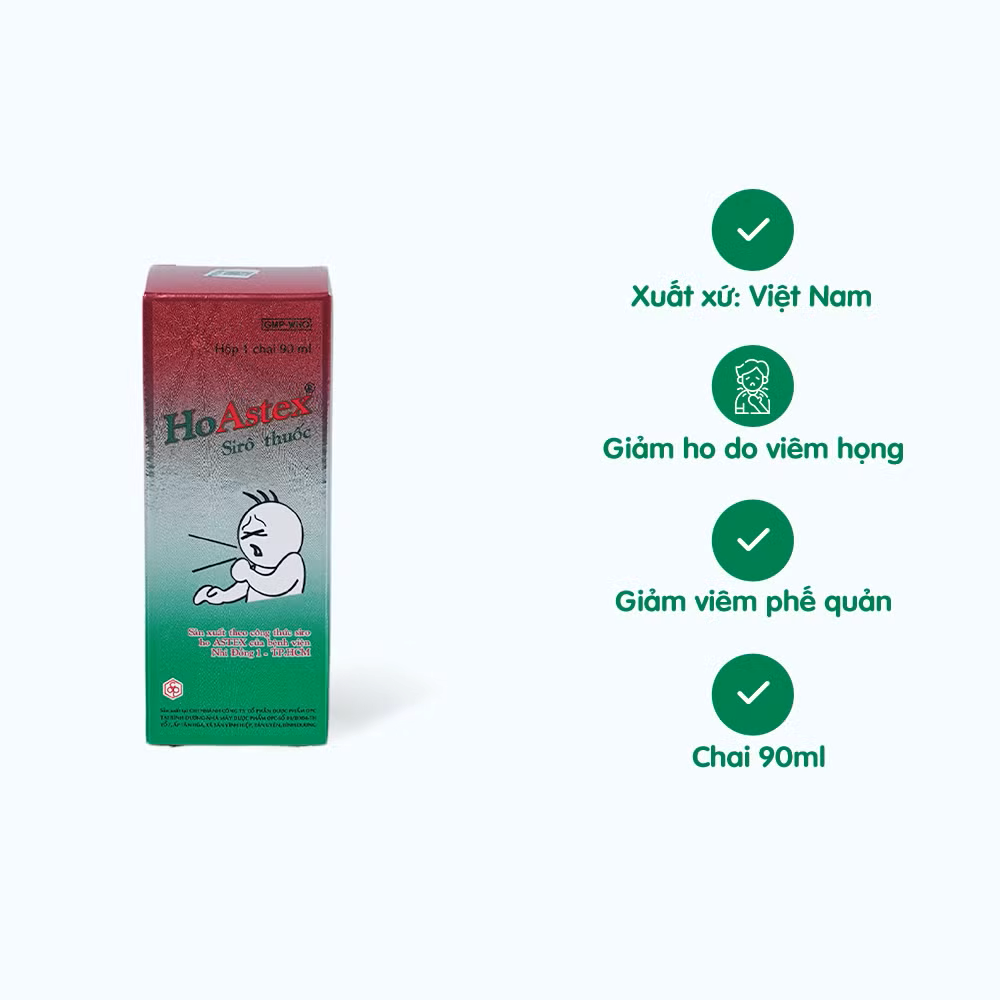 GMP-WHO
Hộp 1 chai 90 ml
HoAstex®
Sirô thuốc
Sản xuất theo công thức siro
ho ASTEX của bệnh viện
Nhi Đồng 1 - TP.HCM
Xuất xứ: Việt Nam
Giảm ho do viêm họng
Giảm viêm phế quản
Chai 90ml